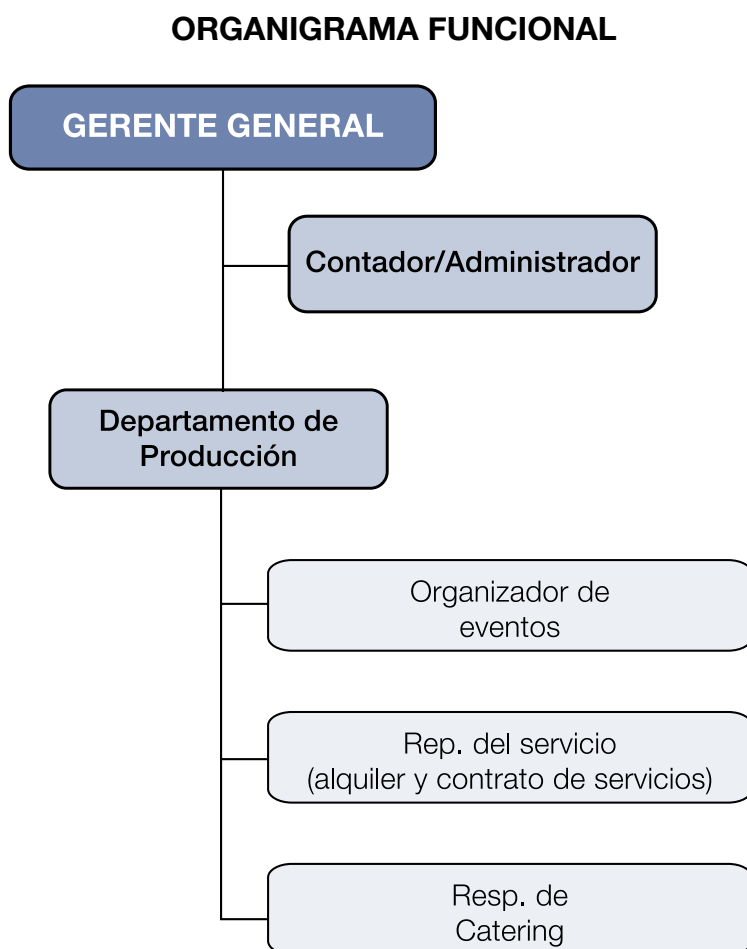 ORGANIGRAMA FUNCIONAL
GERENTE GENERAL
Contador/Administrador
Departamento de
Producción
Organizador de
eventos
Rep. del servicio
(alquiler y contrato de servicios)
Resp. de
Catering